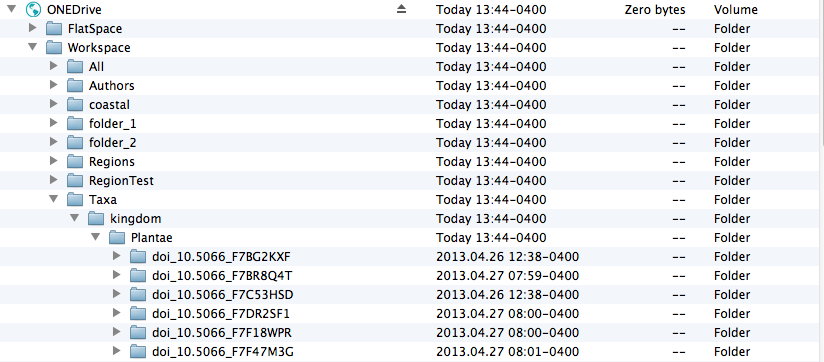 ONEDrive Today 13:44-0400 Zero bytes Volume
FlatSpace Today 13:44-0400 -- Folder
Workspace Today 13:44-0400 -- Folder
All Today 13:44-0400 -- Folder
Authors Today 13:44-0400 -- Folder
coastal Today 13:44-0400 -- Folder
folder_1 Today 13:44-0400 -- Folder
folder_2 Today 13:44-0400 -- Folder
Regions Today 13:44-0400 -- Folder
RegionTest Today 13:44-0400 -- Folder
Taxa Today 13:44-0400 -- Folder
kingdom Today 13:44-0400 -- Folder
Plantae Today 13:44-0400 -- Folder
doi_10.5066_F7BG2KXF 2013.04.26 12:38-0400 -- Folder
doi_10.5066_F7BR8Q4T 2013.04.27 07:59-0400 -- Folder
doi_10.5066_F7C53HSD 2013.04.26 12:38-0400 -- Folder
doi_10.5066_F7DR2SF1 2013.04.27 08:00-0400 -- Folder
doi_10.5066_F7F18WPR 2013.04.27 08:00-0400 -- Folder
doi_10.5066_F7F47M3G 2013.04.27 08:01-0400 -- Folder